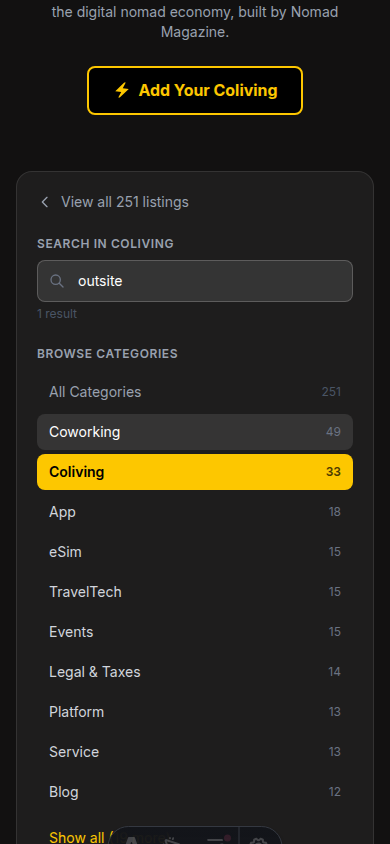 the digital nomad economy, built by Nomad
Magazine.
Add Your Coliving
View all 251 listings
SEARCH IN COLIVING
outsite
1 result
BROWSE CATEGORIES
All Categories 251
Coworking 49
Coliving 33
App 18
eSim 15
TravelTech 15
Events 15
Legal & Taxes 14
Platform 13
Service 13
Blog 12
Show all